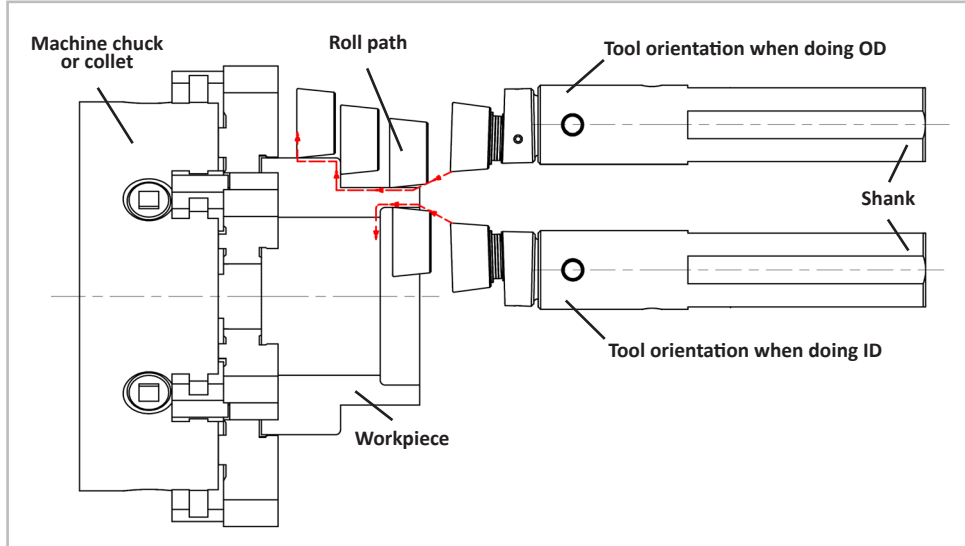 Machine chuck
or collet
Roll path
Tool orientation when doing OD
Shank
Tool orientation when doing ID
Workpiece